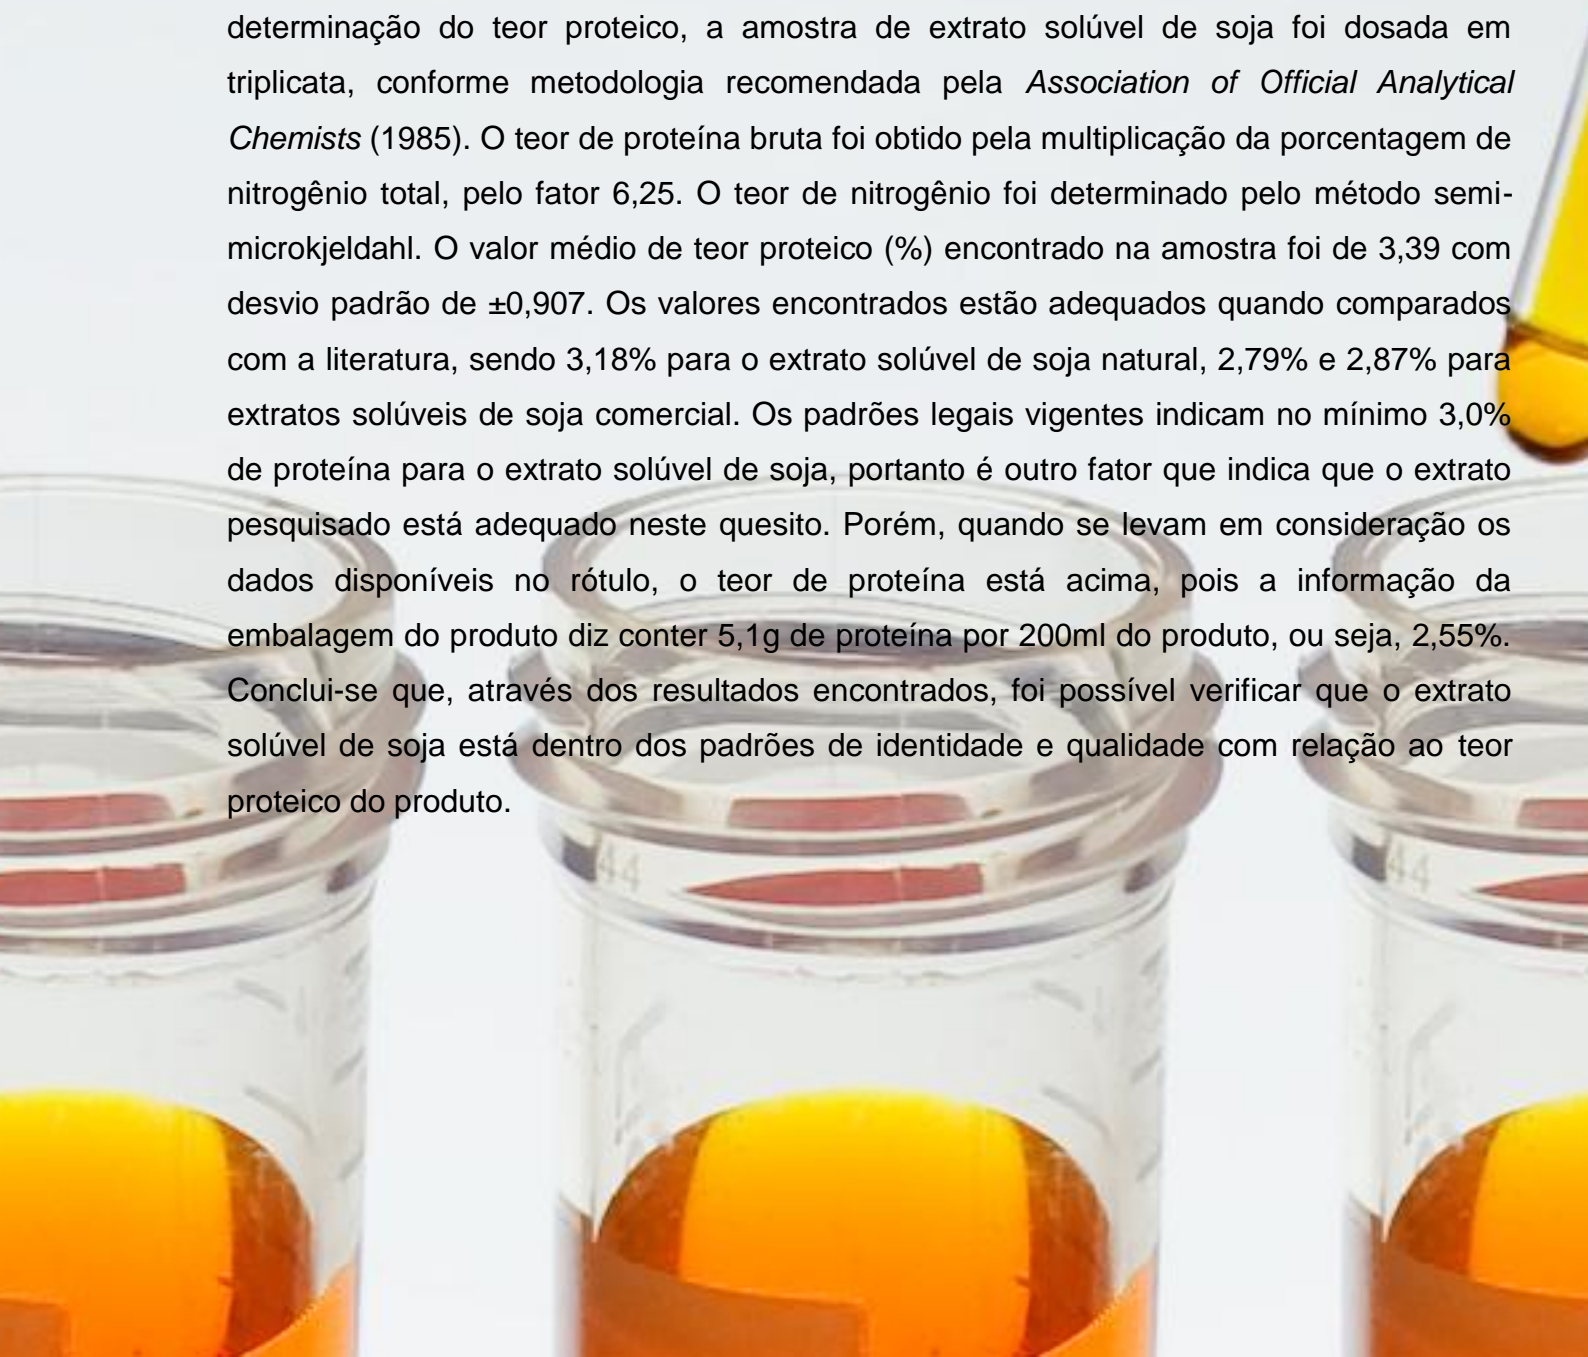 determinação do teor proteico, a amostra de extrato solúvel de soja foi dosada em
triplicata, conforme metodologia recomendada pela Association of Official Analytical
Chemists (1985). O teor de proteína bruta foi obtido pela multiplicação da porcentagem de
nitrogênio total, pelo fator 6,25. O teor de nitrogênio foi determinado pelo método semi-
microkjeldahl. O valor médio de teor proteico (%) encontrado na amostra foi de 3,39 com
desvio padrão de ±0,907. Os valores encontrados estão adequados quando comparados
com a literatura, sendo 3,18% para o extrato solúvel de soja natural, 2,79% e 2,87% para
extratos solúveis de soja comercial. Os padrões legais vigentes indicam no mínimo 3,0%
de proteína para o extrato solúvel de soja, portanto é outro fator que indica que o extrato
pesquisado está adequado neste quesito. Porém, quando se levam em consideração os
dados disponíveis no rótulo, o teor de proteína está acima, pois a informação da
embalagem do produto diz conter 5,1g de proteína por 200ml do produto, ou seja, 2,55%.
Conclui-se que, através dos resultados encontrados, foi possível verificar que o extrato
solúvel de soja está dentro dos padrões de identidade e qualidade com relação ao teor
proteico do produto.
44
44